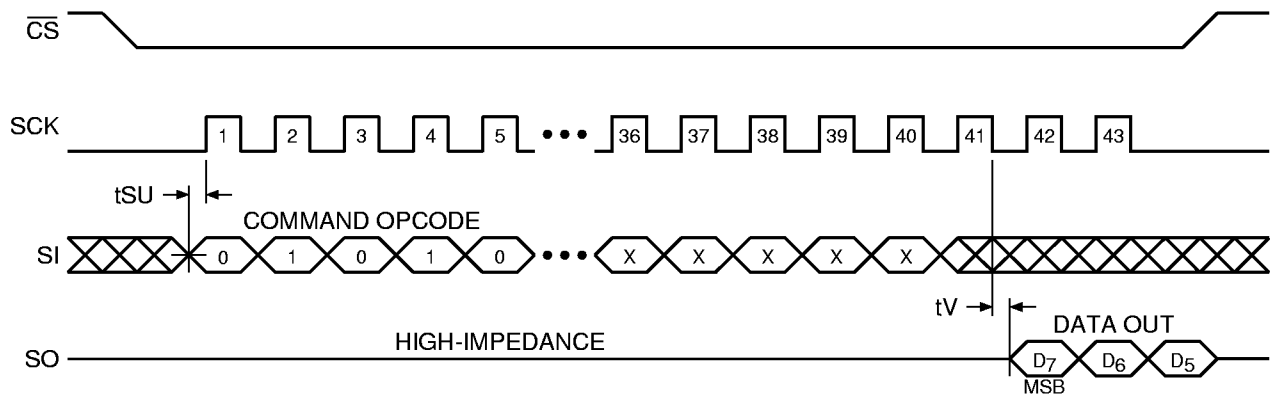 CS
SCK 1 2 3 4 5 ••• 36 37 38 39 40 41 42 43
tSU
COMMAND OPCODE
SI 0 1 0 1 0 ••• X X X X X
tV
HIGH-IMPEDANCE
DATA OUT
SO D7 D6 D5
MSB